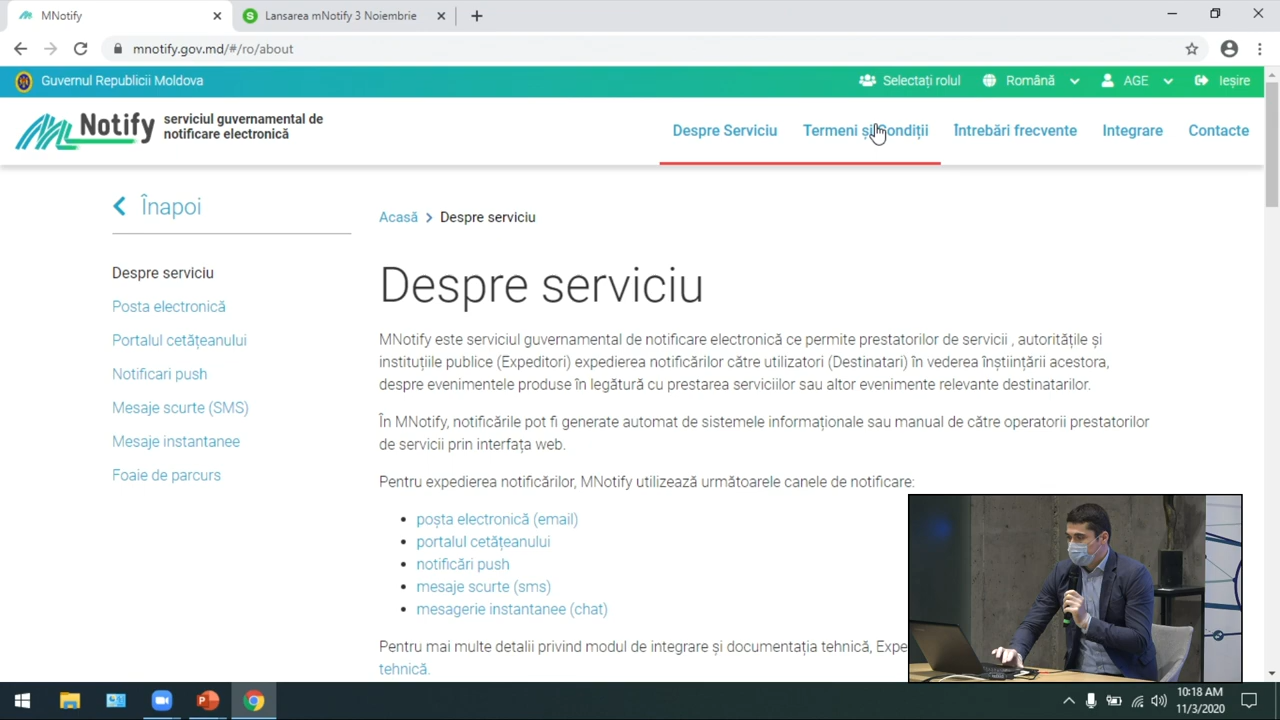 MNotify
Lansarea mNotify 3 Noiembrie
mnotify.gov.md/#/ro/about
Guvernul Republicii Moldova
Selectați rolul
Română
AGE
Ieșire
Notify
serviciul guvernamental de
notificare electronică
Despre Serviciu
Termeni și Condiții
Întrebări frecvente
Integrare
Contacte
Înapoi
Despre serviciu
Posta electronică
Portalul cetățeanului
Notificari push
Mesaje scurte (SMS)
Mesaje instantanee
Foaie de parcurs
Acasă > Despre serviciu
Despre serviciu
MNotify este serviciul guvernamental de notificare electronică ce permite prestatorilor de servicii , autoritățile și
instituțiile publice (Expeditori) expedierea notificărilor către utilizatori (Destinatari) în vederea înștiințării acestora,
despre evenimentele produse în legătură cu prestarea serviciilor sau altor evenimente relevante destinatarilor.
În MNotify, notificările pot fi generate automat de sistemele informaționale sau manual de către operatorii prestatorilor
de servicii prin interfața web.
Pentru expedierea notificărilor, MNotify utilizează următoarele canele de notificare:
• poșta electronică (email)
• portalul cetățeanului
• notificări push
• mesaje scurte (sms)
• mesagerie instantanee (chat)
Pentru mai multe detalii privind modul de integrare și documentația tehnică, Expe
tehnică.
10:18 AM
11/3/2020